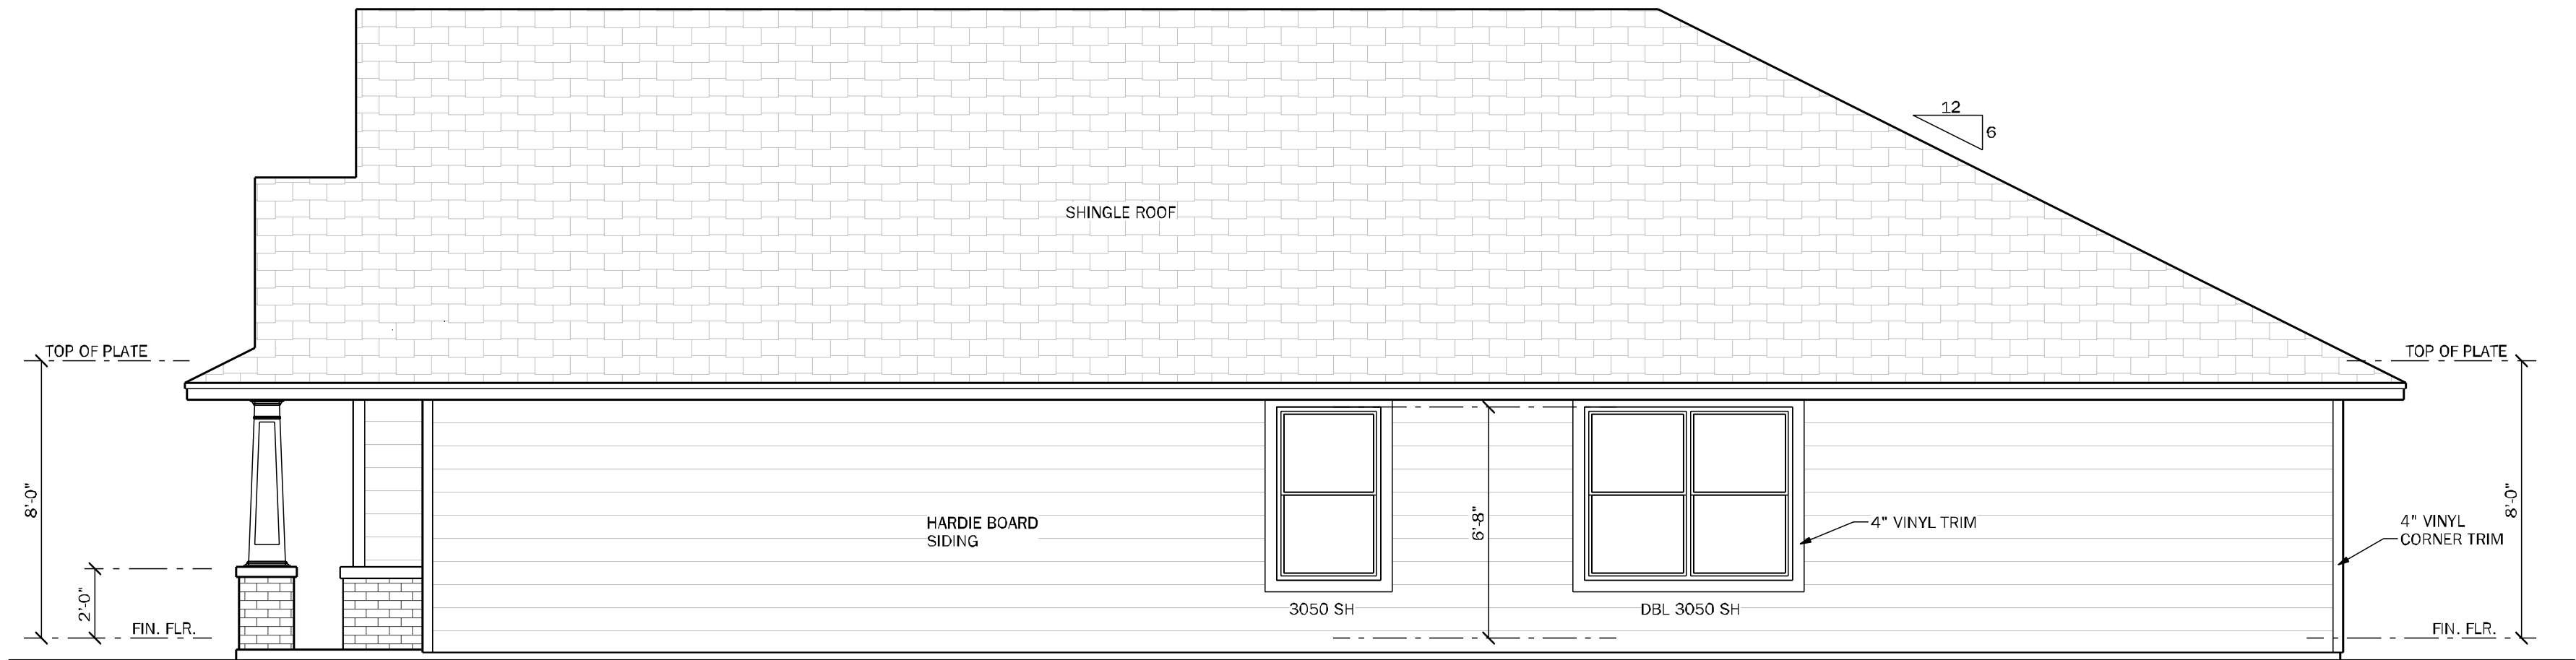 12
6
SHINGLE ROOF
TOP OF PLATE
TOP OF PLATE
8'-0"
2'-0"
FIN. FLR.
HARDIE BOARD
SIDING
3050 SH
6'-8"
DBL 3050 SH
4" VINYL TRIM
4" VINYL
CORNER TRIM
8'-0"
FIN. FLR.